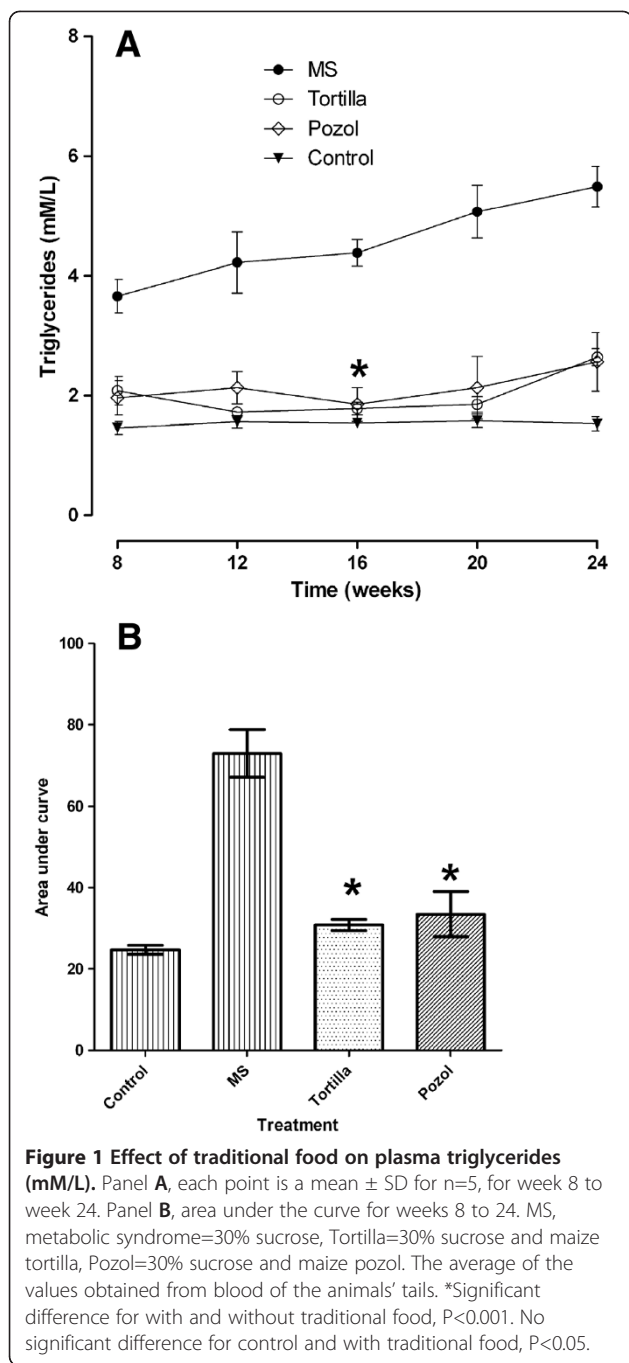 A
MS
Tortilla
Pozol
Control
8
6
4
2
0
Triglycerides (mM/L)
*
8 12 16 20 24
Time (weeks)
B
100
80
60
40
20
0
Area under curve
* *
Control MS Tortilla Pozol
Treatment
Figure 1 Effect of traditional food on plasma triglycerides
(mM/L). Panel A, each point is a mean ± SD for n=5, for week 8 to
week 24. Panel B, area under the curve for weeks 8 to 24. MS,
metabolic syndrome=30% sucrose, Tortilla=30% sucrose and maize
tortilla, Pozol=30% sucrose and maize pozol. The average of the
values obtained from blood of the animals’ tails. *Significant
difference for with and without traditional food, P<0.001. No
significant difference for control and with traditional food, P<0.05.